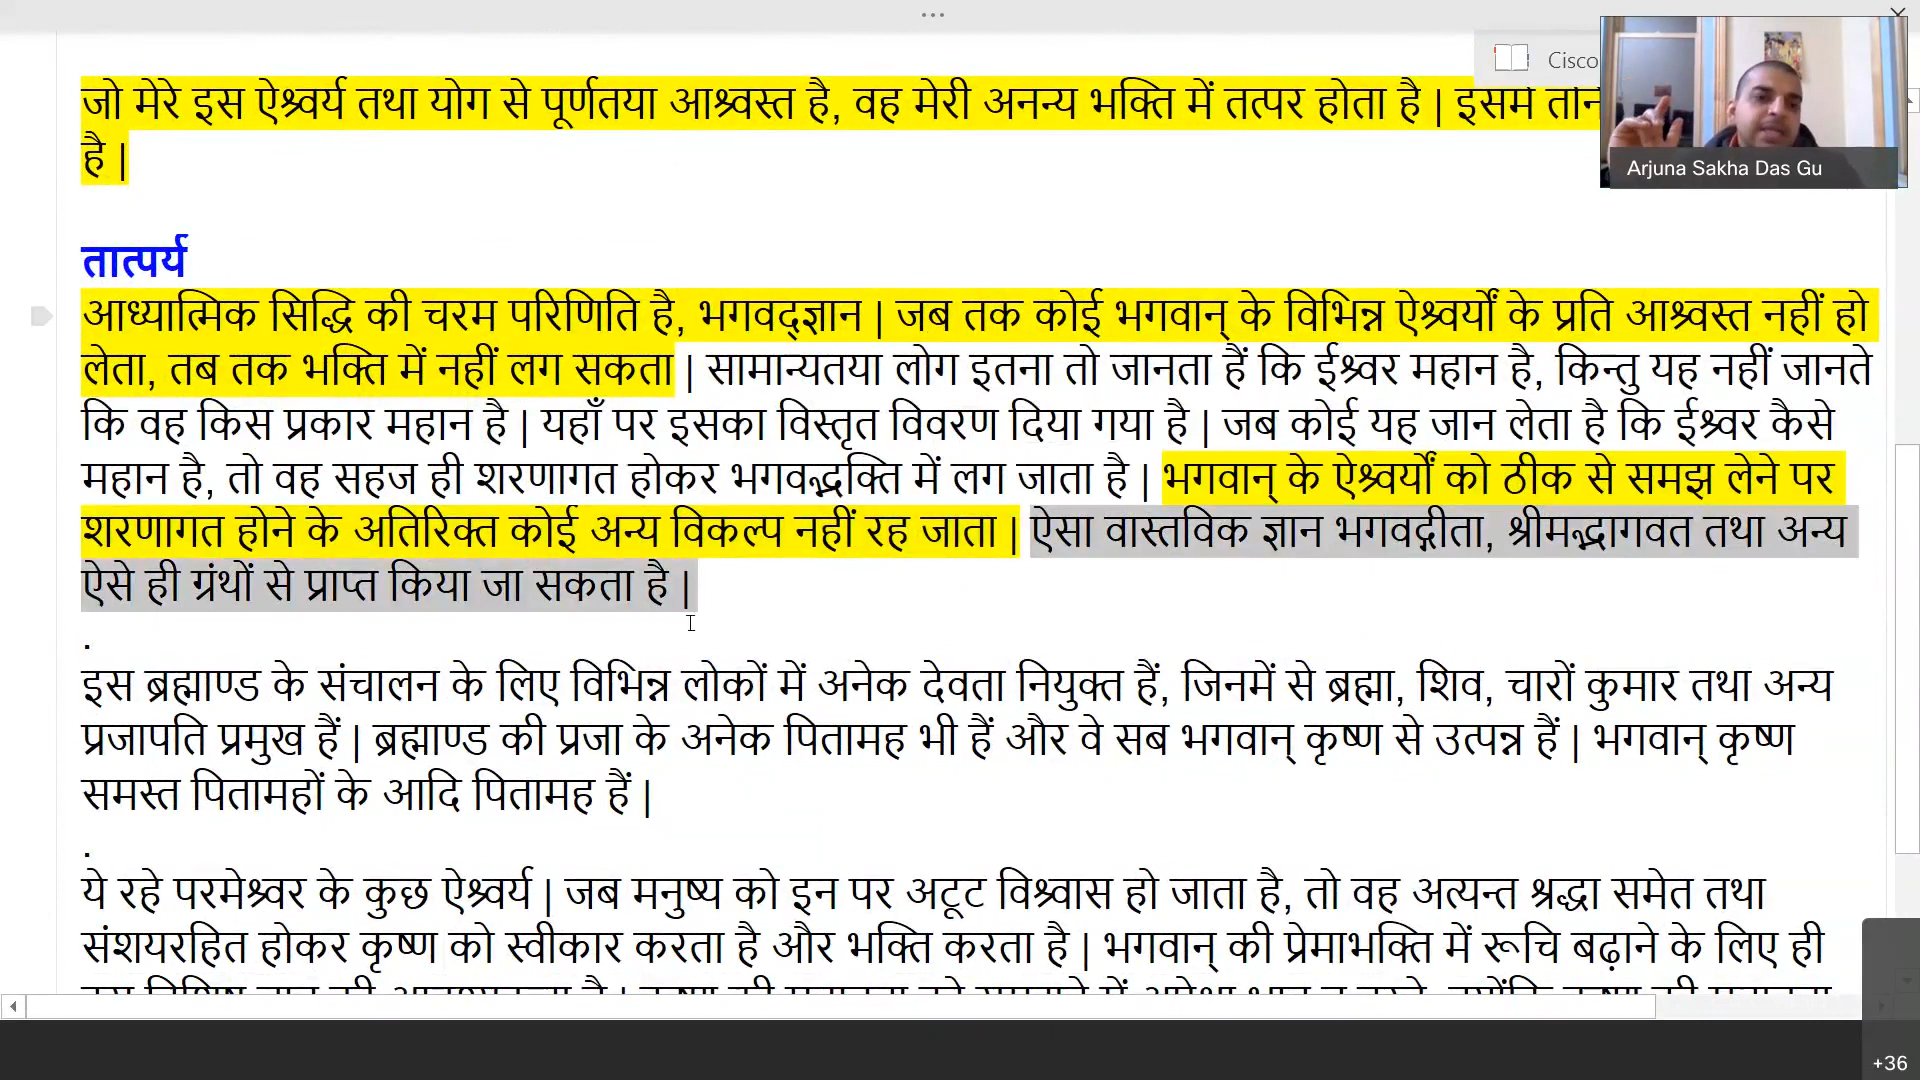 ...
Cisco
जो मेरे इस ऐश्र्वर्य तथा योग से पूर्णतया आश्र्वस्त है, वह मेरी अनन्य भक्ति में तत्पर होता है | इसमें
Arjuna Sakha Das Gu
है |
तात्पर्य
आध्यात्मिक सिद्धि की चरम परिणिति है, भगवद्ज्ञान | जब तक कोई भगवान् के विभिन्न ऐश्र्वर्यों के प्रति आश्र्वस्त नहीं हो
लेता, तब तक भक्ति में नहीं लग सकता | सामान्यतया लोग इतना तो जानता हैं कि ईश्र्वर महान है, किन्तु यह नहीं जानते
कि वह किस प्रकार महान है | यहाँ पर इसका विस्तृत विवरण दिया गया है | जब कोई यह जान लेता है कि ईश्र्वर कैसे
महान है, तो वह सहज ही शरणागत होकर भगवद्भक्ति में लग जाता है | भगवान् के ऐश्र्वर्यों को ठीक से समझ लेने पर
शरणागत होने के अतिरिक्त कोई अन्य विकल्प नहीं रह जाता | ऐसा वास्तविक ज्ञान भगवद्गीता, श्रीमद्भागवत तथा अन्य
ऐसे ही ग्रंथों से प्राप्त किया जा सकता है |
.
इस ब्रह्माण्ड के संचालन के लिए विभिन्न लोकों में अनेक देवता नियुक्त हैं, जिनमें से ब्रह्मा, शिव, चारों कुमार तथा अन्य
प्रजापति प्रमुख हैं | ब्रह्माण्ड की प्रजा के अनेक पितामह भी हैं और वे सब भगवान् कृष्ण से उत्पन्न हैं | भगवान् कृष्ण
समस्त पितामहों के आदि पितामह हैं |
.
ये रहे परमेश्र्वर के कुछ ऐश्र्वर्य | जब मनुष्य को इन पर अटूट विश्र्वास हो जाता है, तो वह अत्यन्त श्रद्धा समेत तथा
संशयरहित होकर कृष्ण को स्वीकार करता है और भक्ति करता है | भगवान् की प्रेमाभक्ति में रूचि बढ़ाने के लिए ही
+36